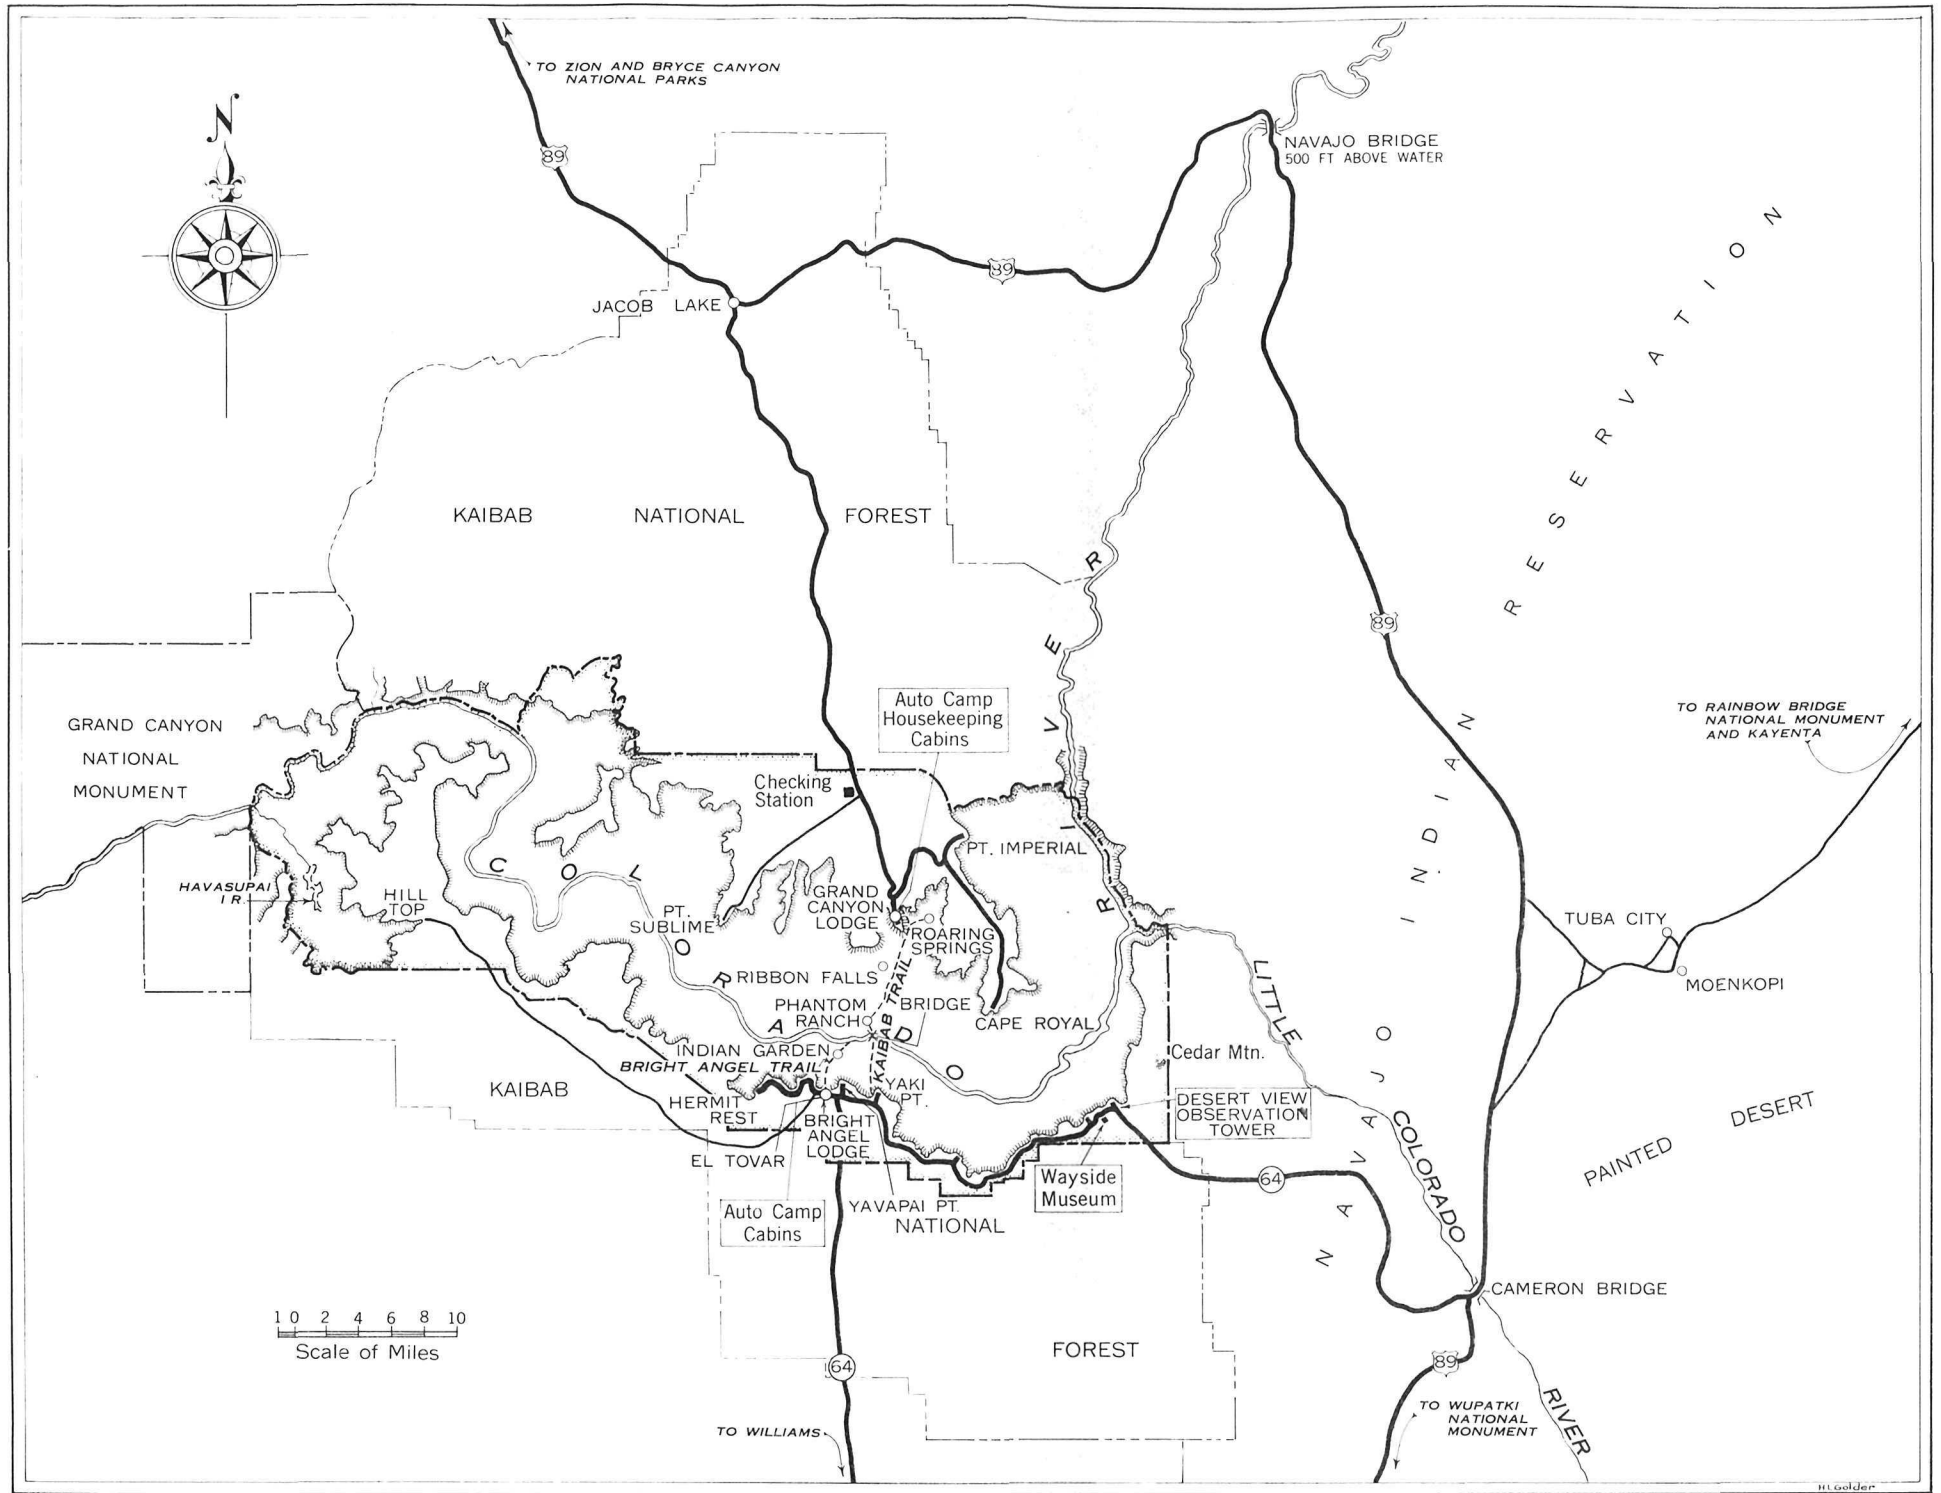 TO ZION AND BRYCE CANYON
NATIONAL PARKS
N
89
NAVAJO BRIDGE
500 FT ABOVE WATER
89
JACOB LAKE
KAIBAB NATIONAL FOREST
NAVAJO INDIAN RESERVATION
89
GRAND CANYON
NATIONAL
MONUMENT
Auto Camp
Housekeeping
Cabins
TO RAINBOW BRIDGE
NATIONAL MONUMENT
AND KAYENTA
Checking
Station
PT. IMPERIAL
COLORADO RIVER
HAVASUPAI
I R.
HILL
TOP
PT.
SUBLIME
GRAND
CANYON
LODGE
ROARING
SPRINGS
TUBA CITY
MOENKOPI
RIBBON FALLS
KAIBAB TRAIL
PHANTOM
RANCH
BRIDGE
CAPE ROYAL
LITTLE COLORADO RIVER
INDIAN GARDEN
BRIGHT ANGEL TRAIL
Cedar Mtn.
KAIBAB
HERMIT
REST
YAKI
PT.
BRIGHT
ANGEL
LODGE
DESERT VIEW
OBSERVATION
TOWER
PAINTED DESERT
EL TOVAR
Wayside
Museum
64
Auto Camp
Cabins
YAVAPAI PT.
NATIONAL
CAMERON BRIDGE
1 0 2 4 6 8 10
Scale of Miles
FOREST
64
89
TO WILLIAMS
TO WUPATKI
NATIONAL
MONUMENT
HLGolder